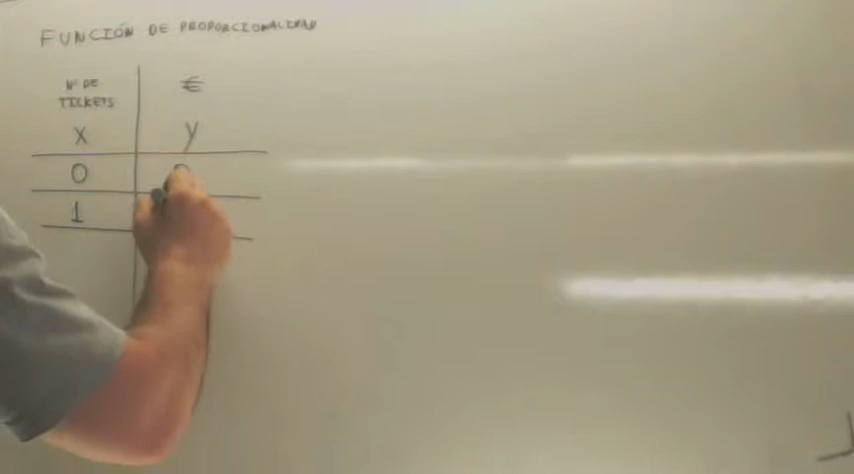 FUNCIÓN DE PROPORCIONALIDAD
Nº DE €
TICKETS
X y
0
1